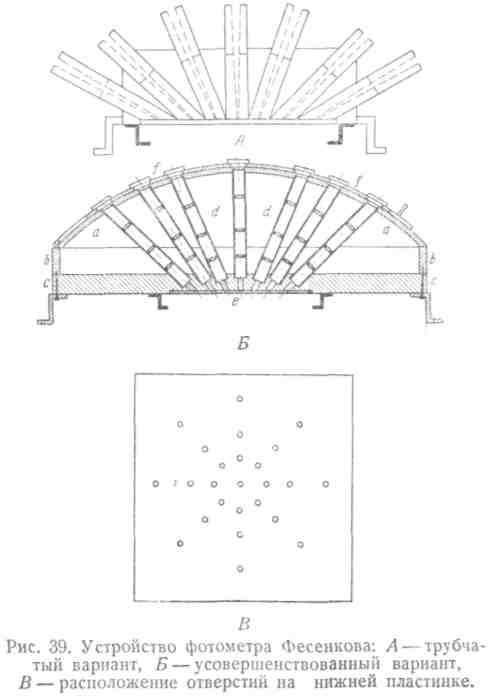 А
f
f
a
d
d
a
b
b
c
c
e
Б
В
Рис. 39. Устройство фотометра Фесенкова: А — трубча-
тый вариант, Б — усовершенствованный вариант,
В — расположение отверстий на нижней пластинке.